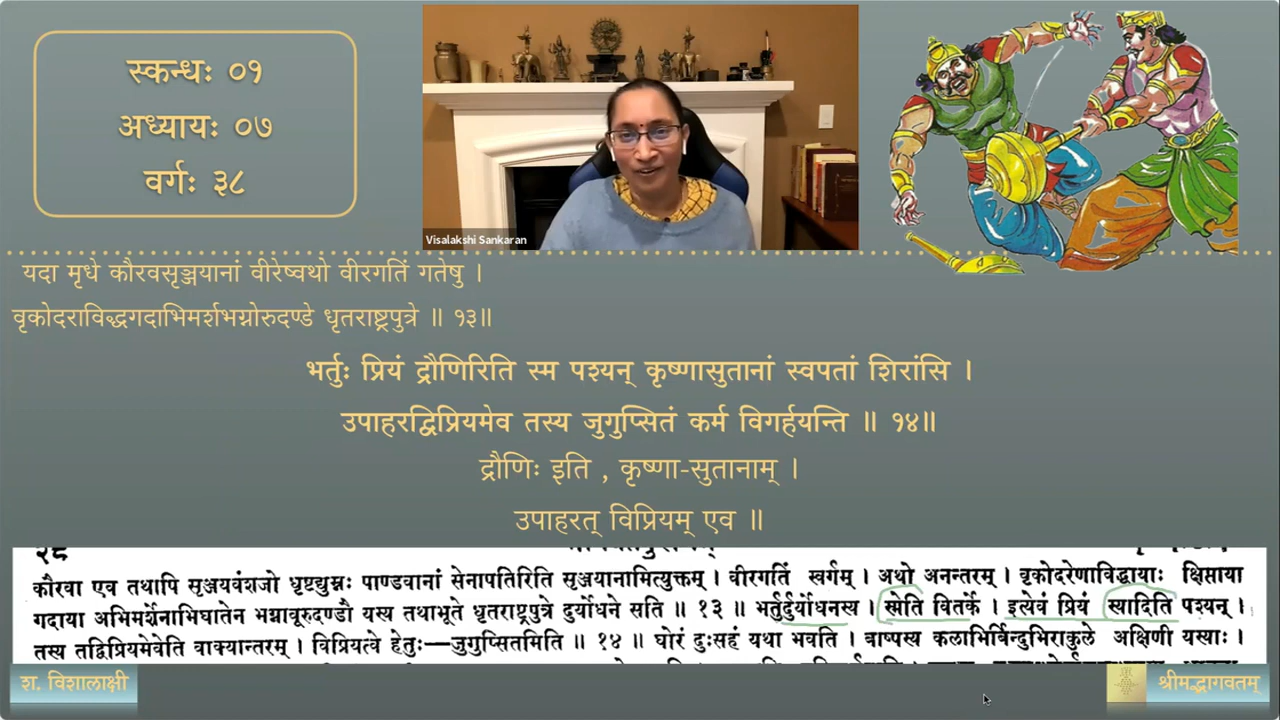 स्कन्धः ०१
अध्यायः ०७
वर्गः ३८
Visalakshi Sankaran
यदा मृधे कौरवसृञ्जयानां वीरेष्वथो वीरगतिं गतेषु ।
वृकोदराविद्धगदाभिमर्शभग्नोरुदण्डे धृतराष्ट्रपुत्रे ॥ १३॥
भर्तुः प्रियं द्रौणिरिति स्म पश्यन् कृष्णासुतानां स्वपतां शिरांसि ।
उपाहरद्विप्रियमेव तस्य जुगुप्सितं कर्म विगर्हयन्ति ॥ १४॥
द्रौणिः इति , कृष्णा-सुतानाम् ।
उपाहरत् विप्रियम् एव ॥
कौरवा एव तथापि सृञ्जयवंशजो धृष्टद्युम्नः पाण्डवानां सेनापतिरिति सृञ्जयानामित्युक्तम् । वीरगतिं स्वर्गम् । अथो अनन्तरम् । वृकोदरेणाविद्धायाः क्षिप्ताया
गदाया अभिमर्शेनाभिघातेन भग्नावूरुदण्डौ यस्य तथाभूते धृतराष्ट्रपुत्रे दुर्योधने सति ॥ १३ ॥ भर्तुर्दुर्योधनस्य । स्मेति वितर्के । इत्येवं प्रियं स्यादिति पश्यन् ।
तस्य तद्विप्रियमेवेति वाक्यान्तरम् । विप्रियत्वे हेतुः—जुगुप्सितमिति ॥ १४ ॥ घोरं दुःसहं यथा भवति । बाष्पस्य कलाभिर्बिन्दुभिराकुले अक्षिणी यस्याः ।
श. विशालाक्षी
श्रीमद्भागवतम्